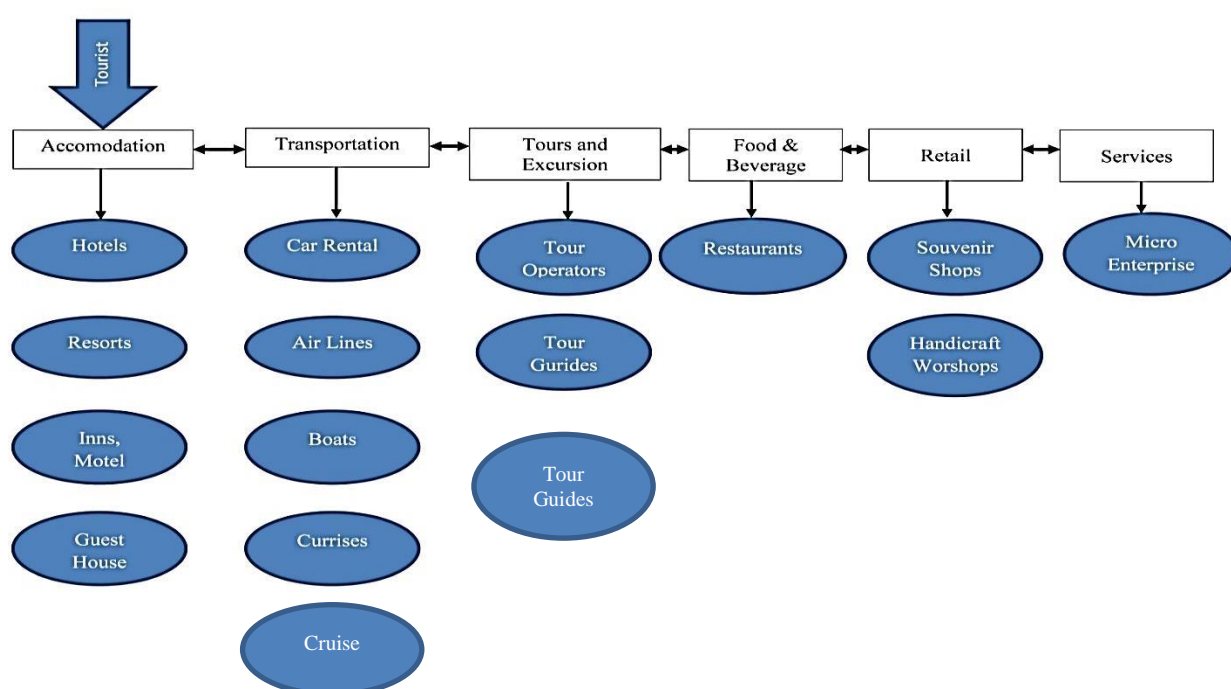 Tourist
Accomodation
Transportation
Tours and
Excursion
Food &
Beverage
Retail
Services
Hotels
Car Rental
Tour
Operators
Restaurants
Souvenir
Shops
Micro
Enterprise
Resorts
Air Lines
Tour
Gurides
Handicraft
Worshops
Inns,
Motel
Boats
Tour
Guides
Guest
House
Currises
Cruise